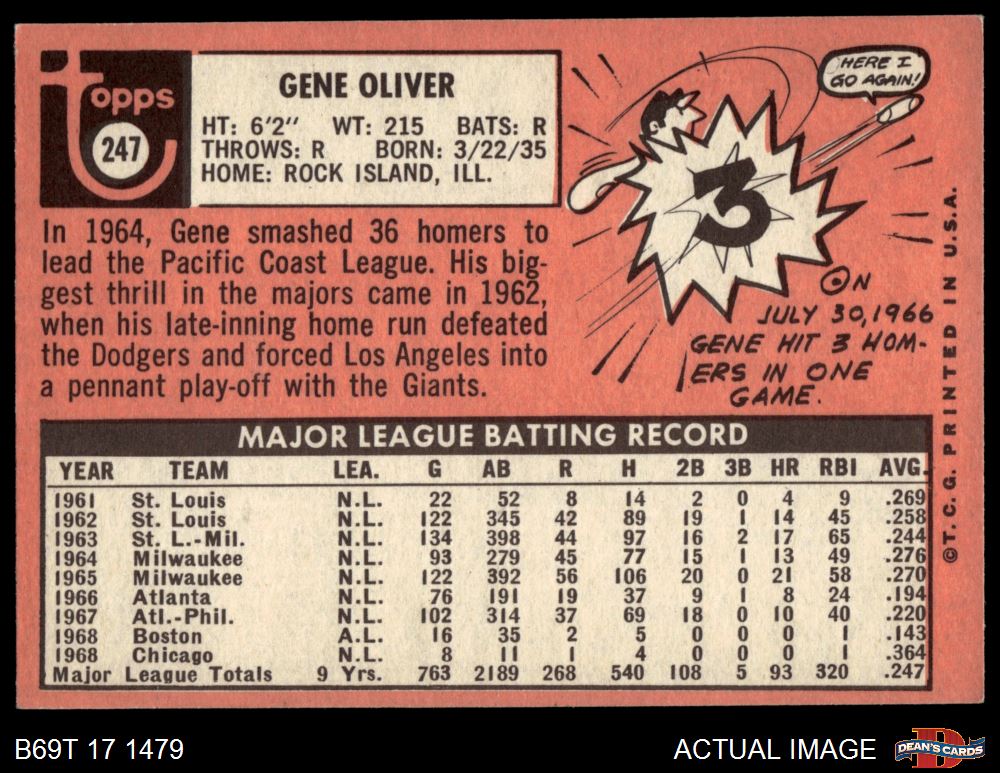 Topps
247
GENE OLIVER
HT: 6'2" WT: 215 BATS: R
THROWS: R BORN: 3/22/35
HOME: ROCK ISLAND, ILL.
In 1964, Gene smashed 36 homers to
lead the Pacific Coast League. His big-
gest thrill in the majors came in 1962,
when his late-inning home run defeated
the Dodgers and forced Los Angeles into
a pennant play-off with the Giants.
HERE I
GO AGAIN!
3
ON
JULY 30, 1966
GENE HIT 3 HOM-
ERS IN ONE
GAME.
©T.C.G. PRINTED IN U.S.A.
MAJOR LEAGUE BATTING RECORD
YEAR TEAM LEA. G AB R H 2B 3B HR RBI AVG.
1961 St. Louis N.L. 22 52 8 14 2 0 4 9 .269
1962 St. Louis N.L. 122 345 42 89 19 1 14 45 .258
1963 St. L.-Mil. N.L. 134 398 44 97 16 2 17 65 .244
1964 Milwaukee N.L. 93 279 45 77 15 1 13 49 .276
1965 Milwaukee N.L. 122 392 56 106 20 0 21 58 .270
1966 Atlanta N.L. 76 191 19 37 9 1 8 24 .194
1967 Atl.-Phil. N.L. 102 314 37 69 18 0 10 40 .220
1968 Boston A.L. 16 35 2 5 0 0 0 1 .143
1968 Chicago N.L. 8 11 1 4 0 0 0 1 .364
Major League Totals 9 Yrs. 763 2189 268 540 108 5 93 320 .247
B69T 17 1479
ACTUAL IMAGE
D
DEAN'S CARDS